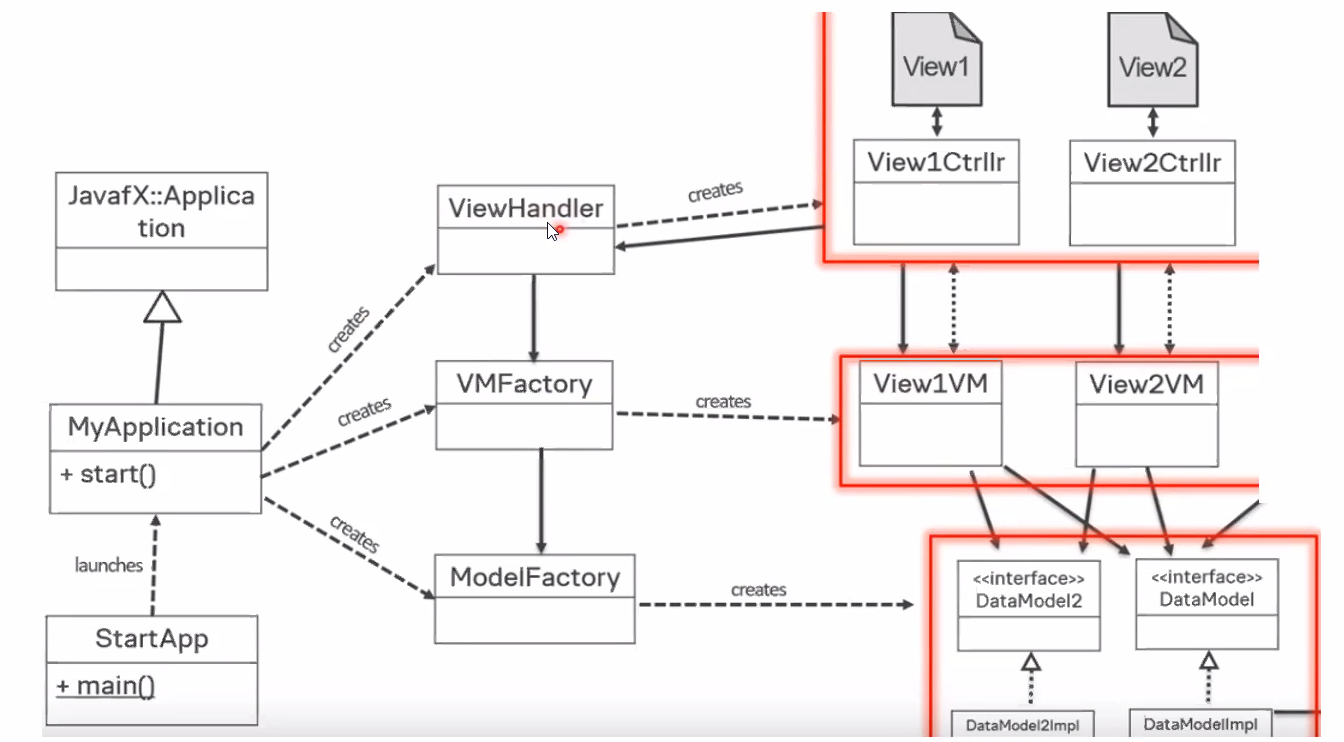 View1
View2
View1Ctrllr
View2Ctrllr
JavafX::Applica
tion
ViewHandler
creates
creates
VMFactory
creates
creates
View1VM
View2VM
MyApplication
+ start()
creates
launches
ModelFactory
creates
<<interface>>
DataModel2
<<interface>>
DataModel
StartApp
+ main()
DataModel2Impl
DataModelImpl